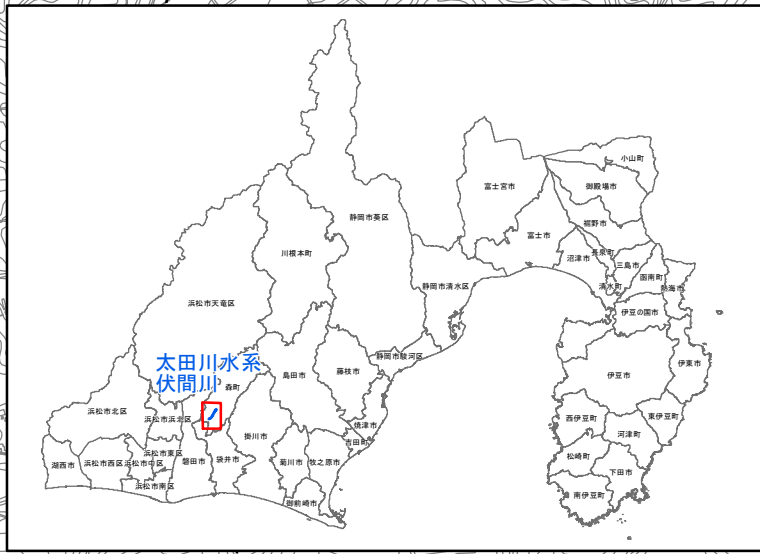 小山町
富士宮市
御殿場市
静岡市葵区
裾野市
富士市
川根本町
長泉町
沼津市
三島市
函南町
静岡市清水区
清水町
熱海市
浜松市天竜区
伊豆の国市
静岡市駿河区
太田川水系
伏間川
伊東市
島田市
藤枝市
伊豆市
森町
浜松市北区
浜松市浜北区
西伊豆町
東伊豆町
焼津市
河津町
掛川市
吉田町
浜松市東区
松崎町
湖西市
浜松市西区
浜松市中区
磐田市
袋井市
菊川市
牧之原市
下田市
浜松市南区
南伊豆町
御前崎市